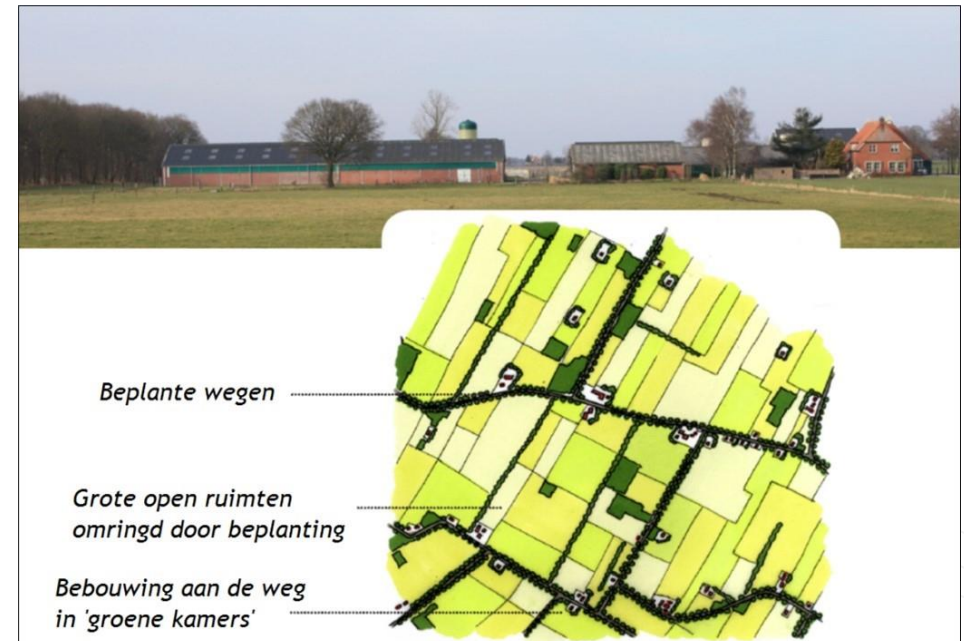 Beplante wegen
Grote open ruimten
omringd door beplanting
Bebouwing aan de weg
in 'groene kamers'